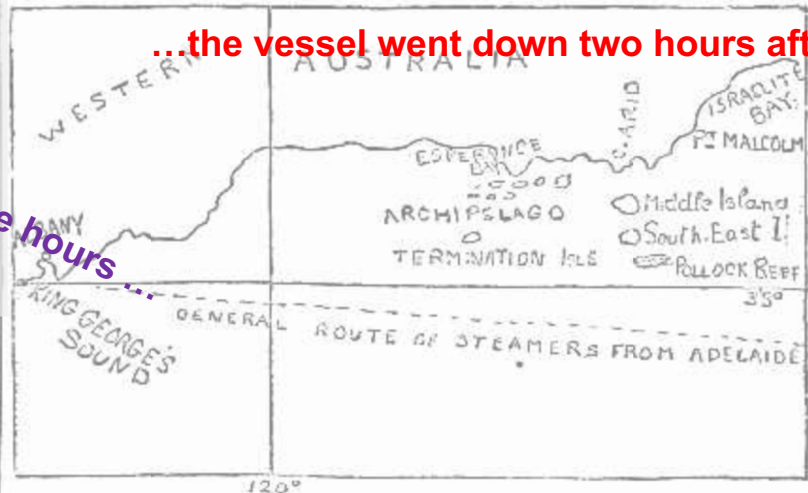 ...the vessel went down two hours aft
WESTERN AUSTRALIA
C. ARID
ISRAELITE
BAY.
PT MALCOLM
ESPERANCE
BAY
ARCHIPELAGO
TERMINATION ISLE
Middle Island
South.East I.
POLLOCK REEF
35°
hours ...
KING GEORGE'S
SOUND
GENERAL ROUTE OF STEAMERS FROM ADELAIDE
120°